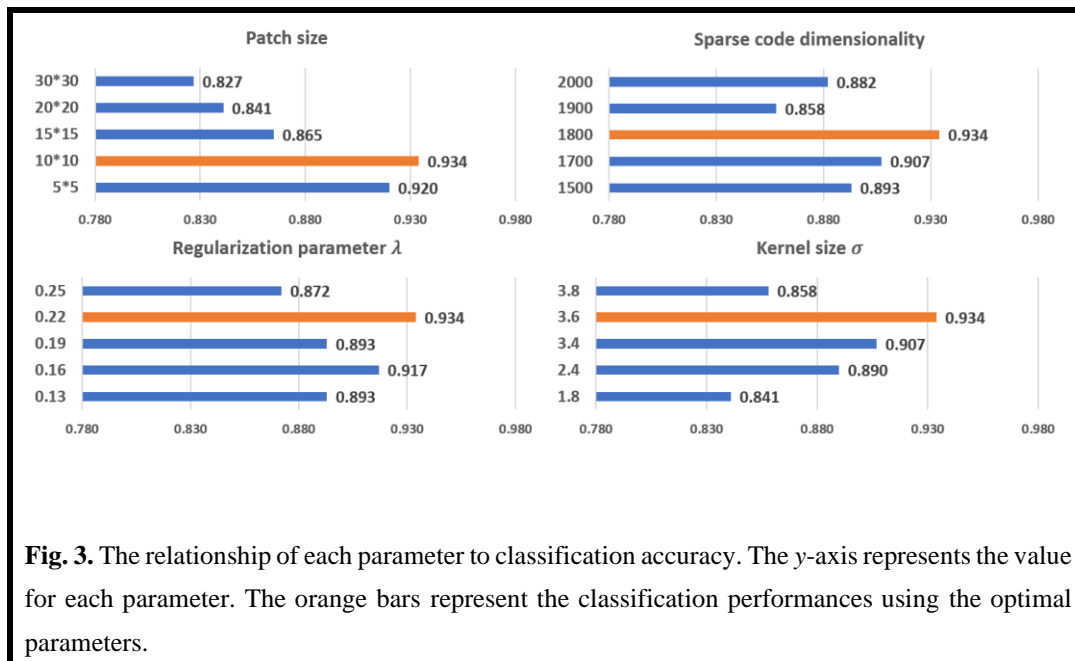 Patch size
30*30 0.827
20*20 0.841
15*15 0.865
10*10 0.934
5*5 0.920
0.780 0.830 0.880 0.930 0.980
Sparse code dimensionality
2000 0.882
1900 0.858
1800 0.934
1700 0.907
1500 0.893
0.780 0.830 0.880 0.930 0.980
Regularization parameter λ
0.25 0.872
0.22 0.934
0.19 0.893
0.16 0.917
0.13 0.893
0.780 0.830 0.880 0.930 0.980
Kernel size σ
3.8 0.858
3.6 0.934
3.4 0.907
2.4 0.890
1.8 0.841
0.780 0.830 0.880 0.930 0.980
Fig. 3. The relationship of each parameter to classification accuracy. The y-axis represents the value
for each parameter. The orange bars represent the classification performances using the optimal
parameters.